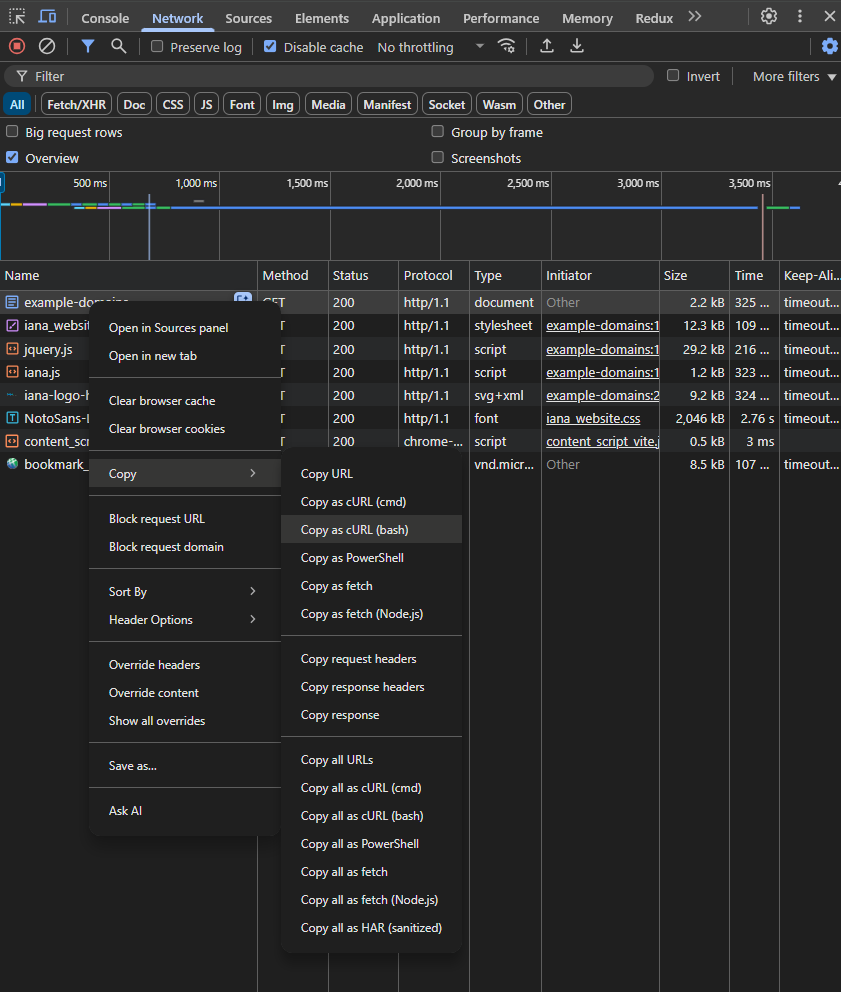 Console Network Sources Elements Application Performance Memory Redux
Preserve log Disable cache No throttling
Filter Invert More filters
All Fetch/XHR Doc CSS JS Font Img Media Manifest Socket Wasm Other
Big request rows Group by frame
Overview Screenshots
500 ms 1,000 ms 1,500 ms 2,000 ms 2,500 ms 3,000 ms 3,500 ms
Name Method Status Protocol Type Initiator Size Time Keep-Ali...
example-domains GET 200 http/1.1 document Other 2.2 kB 325 ... timeout...
iana_websit 200 http/1.1 stylesheet example-domains:1 12.3 kB 109 ... timeout...
jquery.js 200 http/1.1 script example-domains:1 29.2 kB 216 ... timeout...
iana.js 200 http/1.1 script example-domains:1 1.2 kB 323 ... timeout...
iana-logo-h 200 http/1.1 svg+xml example-domains:2 9.2 kB 324 ... timeout...
NotoSans- 200 http/1.1 font iana_website.css 2,046 kB 2.76 s timeout...
content_scr 200 chrome-... script content_script_vite.j 0.5 kB 3 ms
bookmark_ vnd.micr... Other 8.5 kB 107 ... timeout...
Open in Sources panel
Open in new tab
Clear browser cache
Clear browser cookies
Copy
Block request URL
Block request domain
Sort By
Header Options
Override headers
Override content
Show all overrides
Save as...
Ask AI
Copy URL
Copy as cURL (cmd)
Copy as cURL (bash)
Copy as PowerShell
Copy as fetch
Copy as fetch (Node.js)
Copy request headers
Copy response headers
Copy response
Copy all URLs
Copy all as cURL (cmd)
Copy all as cURL (bash)
Copy all as PowerShell
Copy all as fetch
Copy all as fetch (Node.js)
Copy all as HAR (sanitized)